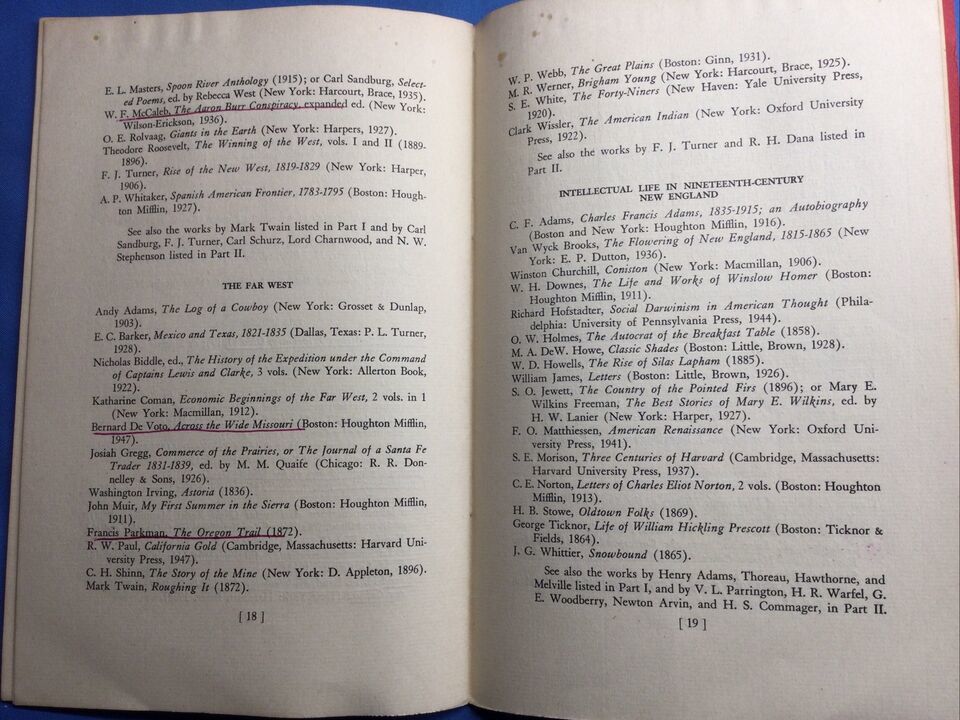 E. L. Masters, Spoon River Anthology (1915); or Carl Sandburg, Select-
ed Poems, ed. by Rebecca West (New York: Harcourt, Brace, 1935).
W. F. McCaleb, The Aaron Burr Conspiracy, expanded ed. (New York:
Wilson-Erickson, 1936).
O. E. Rolvaag, Giants in the Earth (New York: Harpers, 1927).
Theodore Roosevelt, The Winning of the West, vols. I and II (1889-
1896).
F. J. Turner, Rise of the New West, 1819-1829 (New York: Harper,
1906).
A. P. Whitaker, Spanish American Frontier, 1783-1795 (Boston: Hough-
ton Mifflin, 1927).
See also the works by Mark Twain listed in Part I and by Carl
Sandburg, F. J. Turner, Carl Schurz, Lord Charnwood, and N. W.
Stephenson listed in Part II.
THE FAR WEST
Andy Adams, The Log of a Cowboy (New York: Grosset & Dunlap,
1903).
E. C. Barker, Mexico and Texas, 1821-1835 (Dallas, Texas: P. L. Turner,
1928).
Nicholas Biddle, ed., The History of the Expedition under the Command
of Captains Lewis and Clarke, 3 vols. (New York: Allerton Book,
1922).
Katharine Coman, Economic Beginnings of the Far West, 2 vols. in 1
(New York: Macmillan, 1912).
Bernard De Voto, Across the Wide Missouri (Boston: Houghton Mifflin,
1947).
Josiah Gregg, Commerce of the Prairies, or The Journal of a Santa Fe
Trader 1831-1839, ed. by M. M. Quaife (Chicago: R. R. Don-
nelley & Sons, 1926).
Washington Irving, Astoria (1836).
John Muir, My First Summer in the Sierra (Boston: Houghton Mifflin,
1911).
Francis Parkman, The Oregon Trail (1872).
R. W. Paul, California Gold (Cambridge, Massachusetts: Harvard Uni-
versity Press, 1947).
C. H. Shinn, The Story of the Mine (New York: D. Appleton, 1896).
Mark Twain, Roughing It (1872).
[ 18 ]
W. P. Webb, The Great Plains (Boston: Ginn, 1931).
M. R. Werner, Brigham Young (New York: Harcourt, Brace, 1925).
S. E. White, The Forty-Niners (New Haven: Yale University Press,
1920).
Clark Wissler, The American Indian (New York: Oxford University
Press, 1922).
See also the works by F. J. Turner and R. H. Dana listed in
Part II.
INTELLECTUAL LIFE IN NINETEENTH-CENTURY
NEW ENGLAND
C. F. Adams, Charles Francis Adams, 1835-1915; an Autobiography
(Boston and New York: Houghton Mifflin, 1916).
Van Wyck Brooks, The Flowering of New England, 1815-1865 (New
York: E. P. Dutton, 1936).
Winston Churchill, Coniston (New York: Macmillan, 1906).
W. H. Downes, The Life and Works of Winslow Homer (Boston:
Houghton Mifflin, 1911).
Richard Hofstadter, Social Darwinism in American Thought (Phila-
delphia: University of Pennsylvania Press, 1944).
O. W. Holmes, The Autocrat of the Breakfast Table (1858).
M. A. DeW. Howe, Classic Shades (Boston: Little, Brown, 1928).
W. D. Howells, The Rise of Silas Lapham (1885).
William James, Letters (Boston: Little, Brown, 1926).
S. O. Jewett, The Country of the Pointed Firs (1896); or Mary E.
Wilkins Freeman, The Best Stories of Mary E. Wilkins, ed. by
H. W. Lanier (New York: Harper, 1927).
F. O. Matthiessen, American Renaissance (New York: Oxford Uni-
versity Press, 1941).
S. E. Morison, Three Centuries of Harvard (Cambridge, Massachusetts:
Harvard University Press, 1937).
C. E. Norton, Letters of Charles Eliot Norton, 2 vols. (Boston: Houghton
Mifflin, 1913).
H. B. Stowe, Oldtown Folks (1869).
George Ticknor, Life of William Hickling Prescott (Boston: Ticknor &
Fields, 1864).
J. G. Whittier, Snowbound (1865).
See also the works by Henry Adams, Thoreau, Hawthorne, and
Melville listed in Part I, and by V. L. Parrington, H. R. Warfel, G.
E. Woodberry, Newton Arvin, and H. S. Commager, in Part II.
[ 19 ]